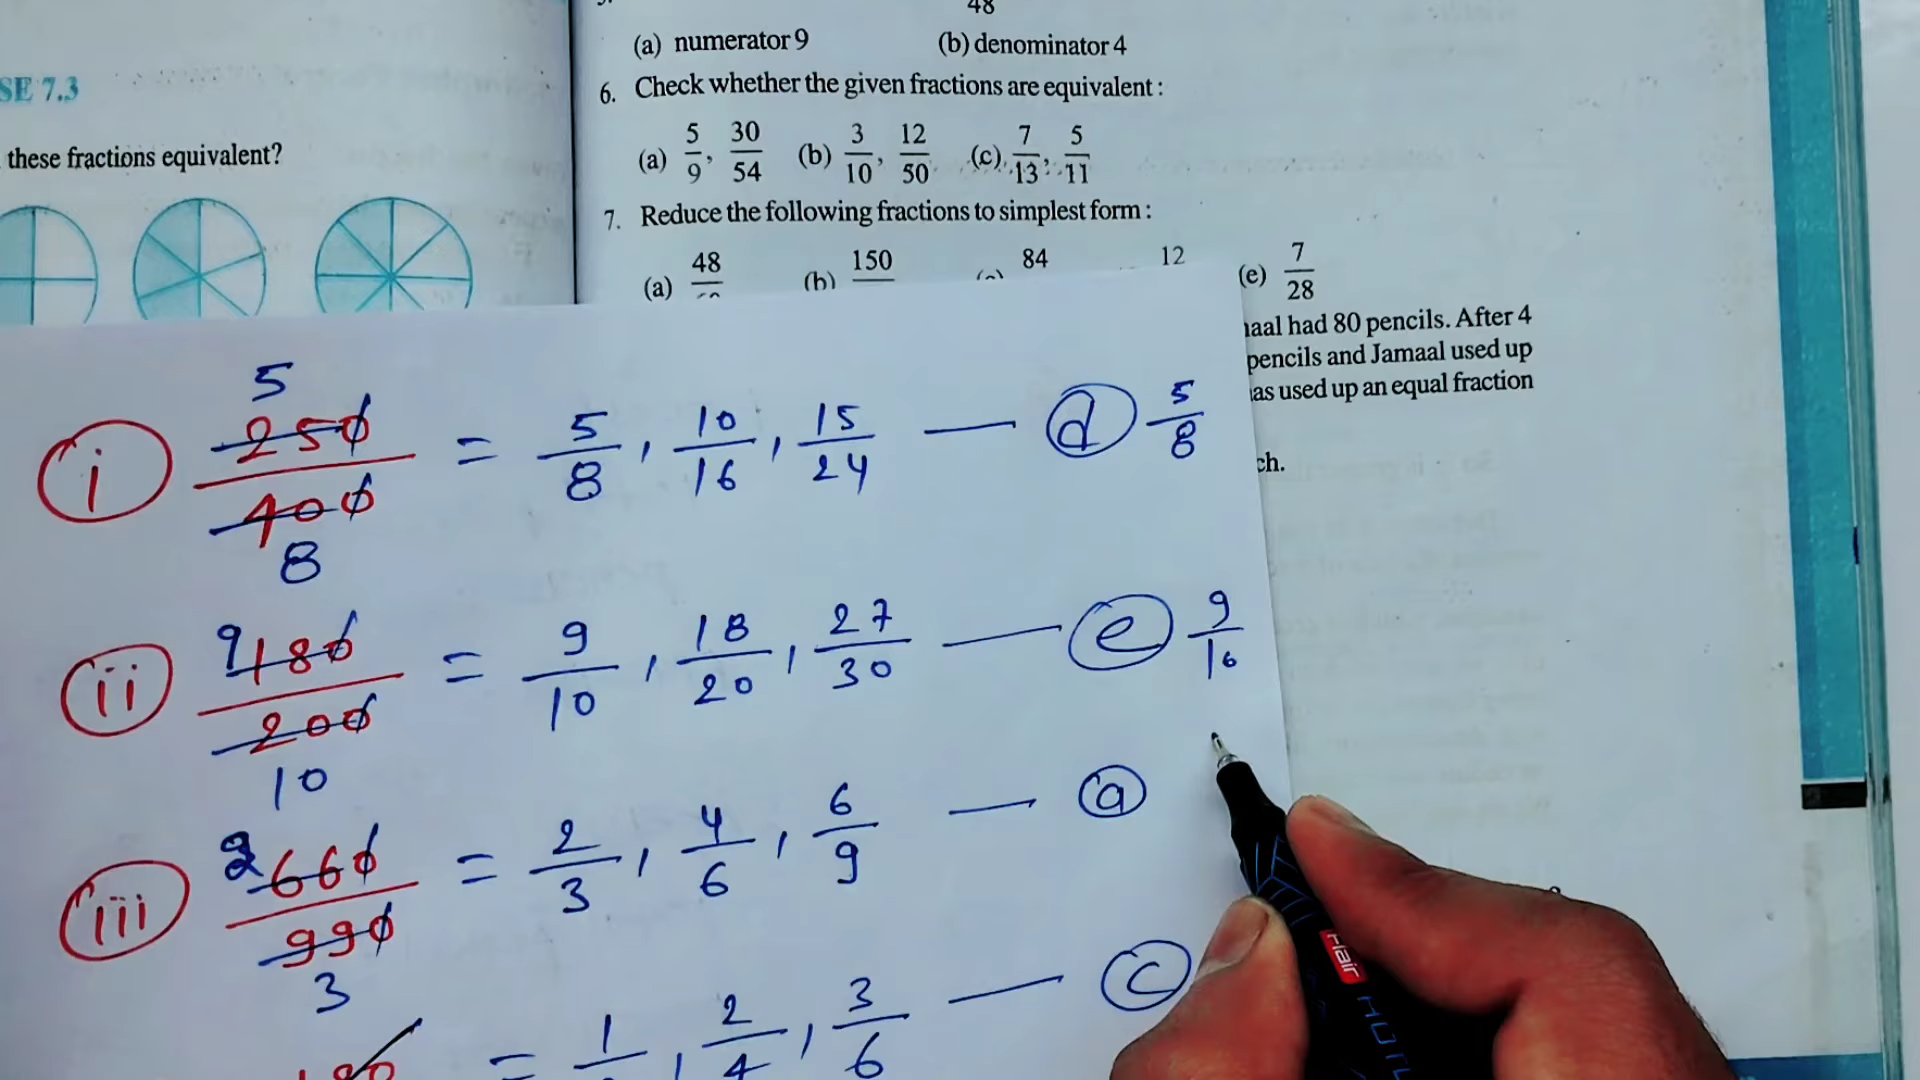 48
(a) numerator 9 (b) denominator 4
SE 7.3
6. Check whether the given fractions are equivalent :
these fractions equivalent?
(a) 5/9, 30/54 (b) 3/10, 12/50 (c) 7/13, 5/11
7. Reduce the following fractions to simplest form :
(a) 48 (b) 150 84 12 (e) 7/28
had 80 pencils. After 4
pencils and Jamaal used up
as used up an equal fraction
ch.
5
i 250/400 = 5/8, 10/16, 15/24 — d 5/8
8
9
ii 180/200 = 9/10, 18/20, 27/30 — e 9/10
10
2
iii 660/990 = 2/3, 4/6, 6/9 — a
3
= 1, 2/4, 3/6 — c
Hair